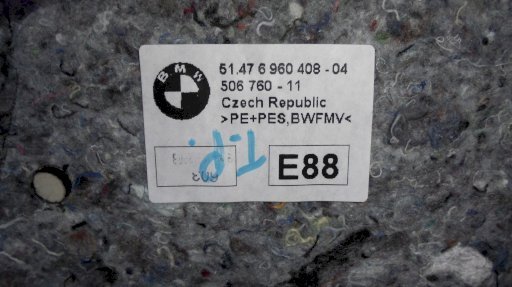 BMW
51.47 6 960 408 - 04
506 760 - 11
Czech Republic
>PE+PES,BWFMV<
E88